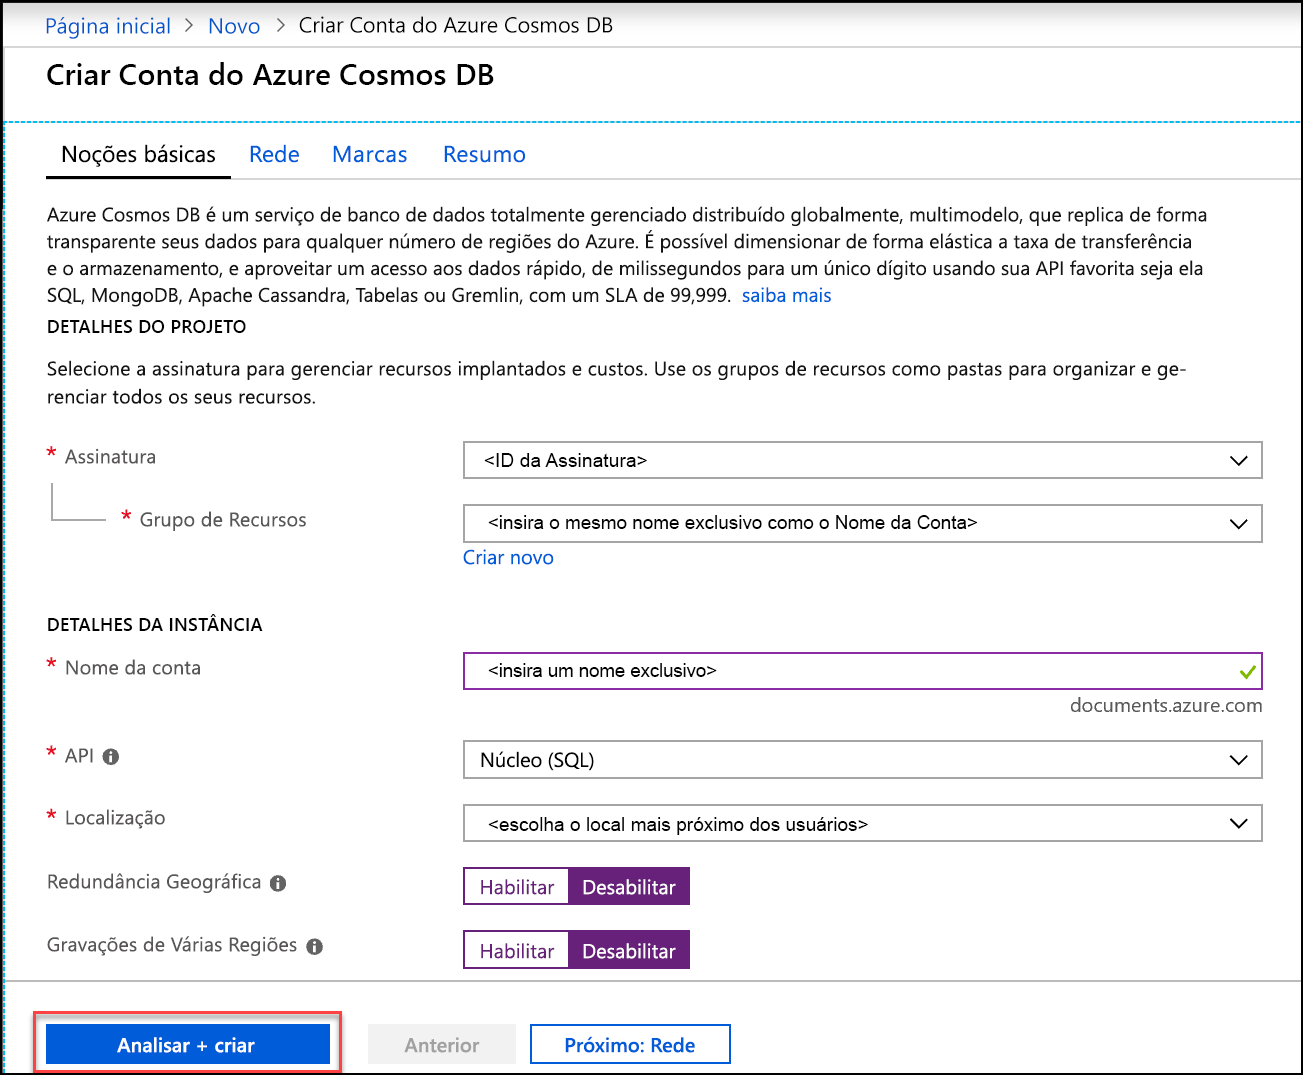 Página inicial > Novo > Criar Conta do Azure Cosmos DB
Criar Conta do Azure Cosmos DB
Noções básicas Rede Marcas Resumo
Azure Cosmos DB é um serviço de banco de dados totalmente gerenciado distribuído globalmente, multimodelo, que replica de forma
transparente seus dados para qualquer número de regiões do Azure. É possível dimensionar de forma elástica a taxa de transferência
e o armazenamento, e aproveitar um acesso aos dados rápido, de milissegundos para um único dígito usando sua API favorita seja ela
SQL, MongoDB, Apache Cassandra, Tabelas ou Gremlin, com um SLA de 99,999. saiba mais
DETALHES DO PROJETO
Selecione a assinatura para gerenciar recursos implantados e custos. Use os grupos de recursos como pastas para organizar e ge-
renciar todos os seus recursos.
* Assinatura <ID da Assinatura>
* Grupo de Recursos <insira o mesmo nome exclusivo como o Nome da Conta>
Criar novo
DETALHES DA INSTÂNCIA
* Nome da conta <insira um nome exclusivo>
documents.azure.com
* API Núcleo (SQL)
* Localização <escolha o local mais próximo dos usuários>
Redundância Geográfica Habilitar Desabilitar
Gravações de Várias Regiões Habilitar Desabilitar
Analisar + criar Anterior Próximo: Rede